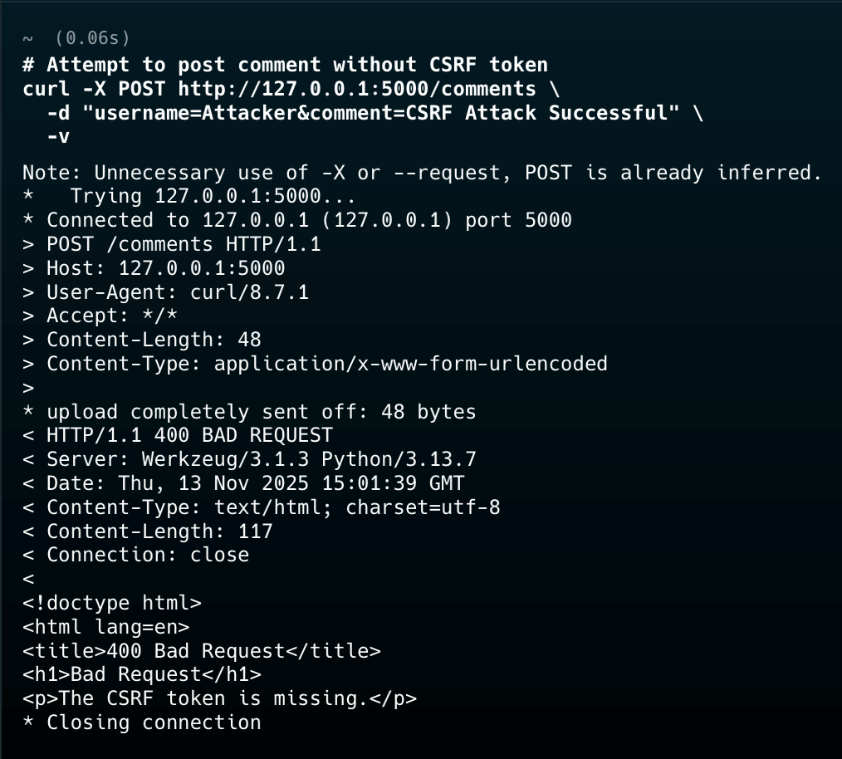 ~ (0.06s)
# Attempt to post comment without CSRF token
curl -X POST http://127.0.0.1:5000/comments \
  -d "username=Attacker&comment=CSRF Attack Successful" \
  -v
Note: Unnecessary use of -X or --request, POST is already inferred.
*   Trying 127.0.0.1:5000...
* Connected to 127.0.0.1 (127.0.0.1) port 5000
> POST /comments HTTP/1.1
> Host: 127.0.0.1:5000
> User-Agent: curl/8.7.1
> Accept: */*
> Content-Length: 48
> Content-Type: application/x-www-form-urlencoded
>
* upload completely sent off: 48 bytes
< HTTP/1.1 400 BAD REQUEST
< Server: Werkzeug/3.1.3 Python/3.13.7
< Date: Thu, 13 Nov 2025 15:01:39 GMT
< Content-Type: text/html; charset=utf-8
< Content-Length: 117
< Connection: close
<
<!doctype html>
<html lang=en>
<title>400 Bad Request</title>
<h1>Bad Request</h1>
<p>The CSRF token is missing.</p>
* Closing connection